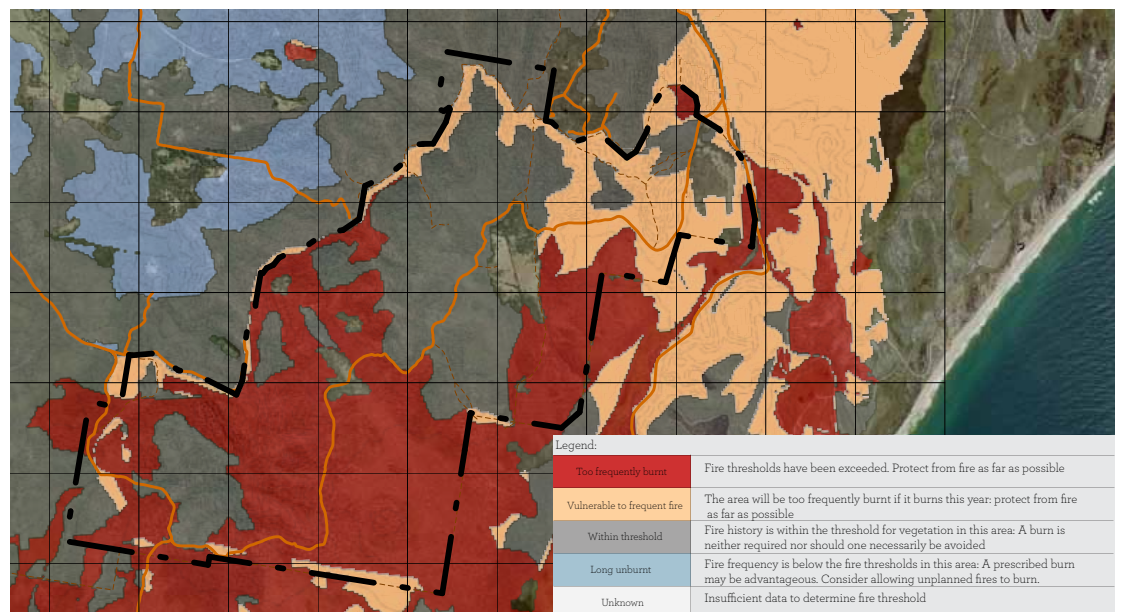 Legend:
Too frequently burnt
Fire thresholds have been exceeded. Protect from fire as far as possible
Vulnerable to frequent fire
The area will be too frequently burnt if it burns this year: protect from fire
as far as possible
Within threshold
Fire history is within the threshold for vegetation in this area: A burn is
neither required nor should one necessarily be avoided
Long unburnt
Fire frequency is below the fire thresholds in this area: A prescribed burn
may be advantageous. Consider allowing unplanned fires to burn.
Unknown
Insufficient data to determine fire threshold